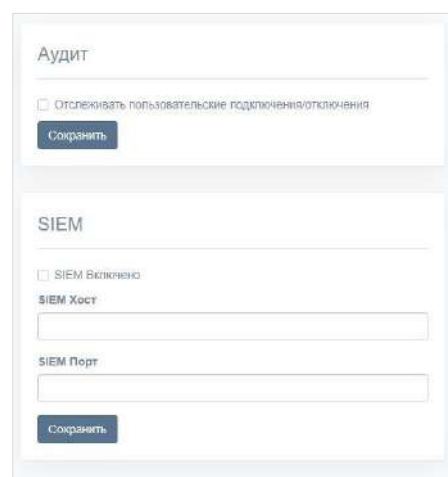 Аудит
Отслеживать пользовательские подключения/отключения
Сохранить
SIEM
SIEM Включено
SIEM Хост
SIEM Порт
Сохранить